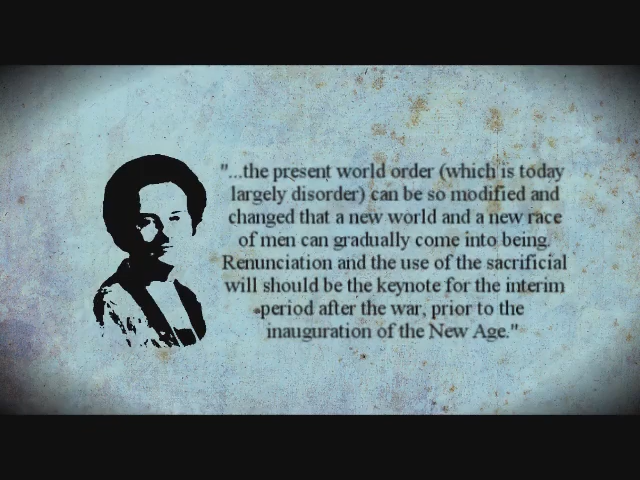 "...the present world order (which is today
largely disorder) can be so modified and
changed that a new world and a new race
of men can gradually come into being.
Renunciation and the use of the sacrificial
will should be the keynote for the interim
period after the war, prior to the
inauguration of the New Age."